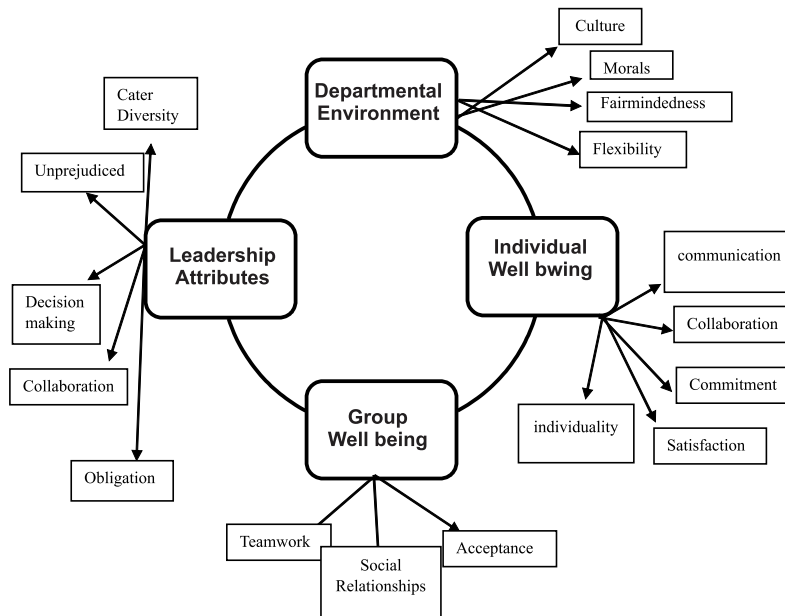 Culture
Morals
Departmental
Environment
Fairmindedness
Flexibility
Cater
Diversity
Unprejudiced
Leadership
Attributes
Decision
making
Collaboration
Obligation
Individual
Well bwing
communication
Collaboration
Commitment
Satisfaction
individuality
Group
Well being
Teamwork
Social
Relationships
Acceptance